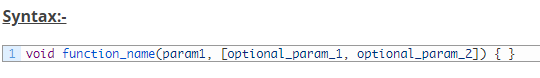 Syntax:-
1 void function_name(param1, [optional_param_1, optional_param_2]) { }